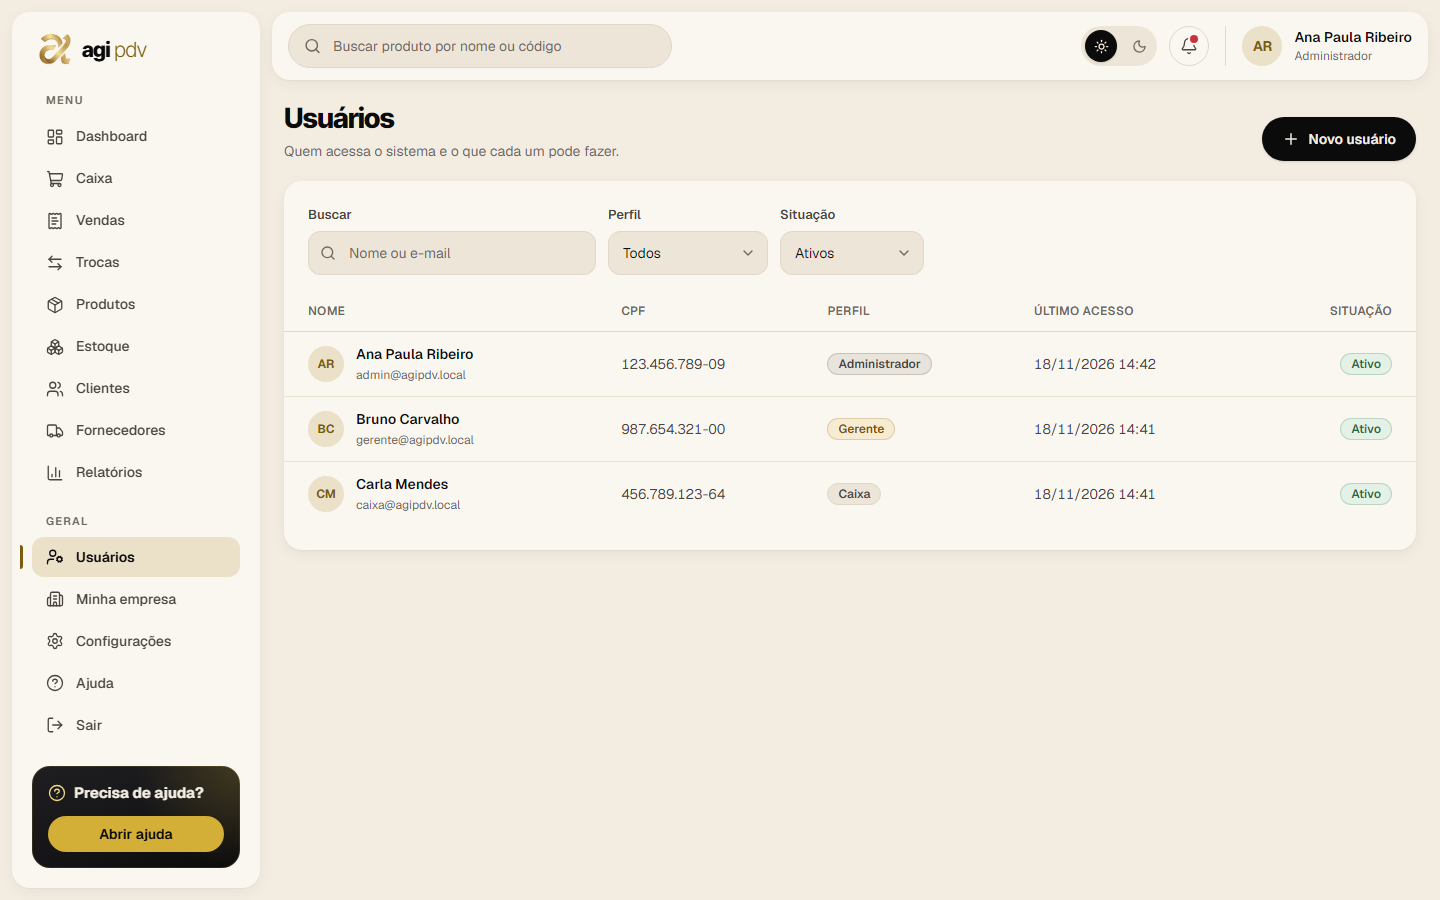 agi pdv
MENU
Dashboard
Caixa
Vendas
Trocas
Produtos
Estoque
Clientes
Fornecedores
Relatórios
GERAL
Usuários
Minha empresa
Configurações
Ajuda
Sair
Precisa de ajuda?
Abrir ajuda
Buscar produto por nome ou código
AR
Ana Paula Ribeiro
Administrador
Usuários
Quem acessa o sistema e o que cada um pode fazer.
Novo usuário
Buscar Perfil Situação
Nome ou e-mail Todos Ativos
NOME CPF PERFIL ÚLTIMO ACESSO SITUAÇÃO
AR Ana Paula Ribeiro 123.456.789-09 Administrador 18/11/2026 14:42 Ativo
admin@agipdv.local
BC Bruno Carvalho 987.654.321-00 Gerente 18/11/2026 14:41 Ativo
gerente@agipdv.local
CM Carla Mendes 456.789.123-64 Caixa 18/11/2026 14:41 Ativo
caixa@agipdv.local